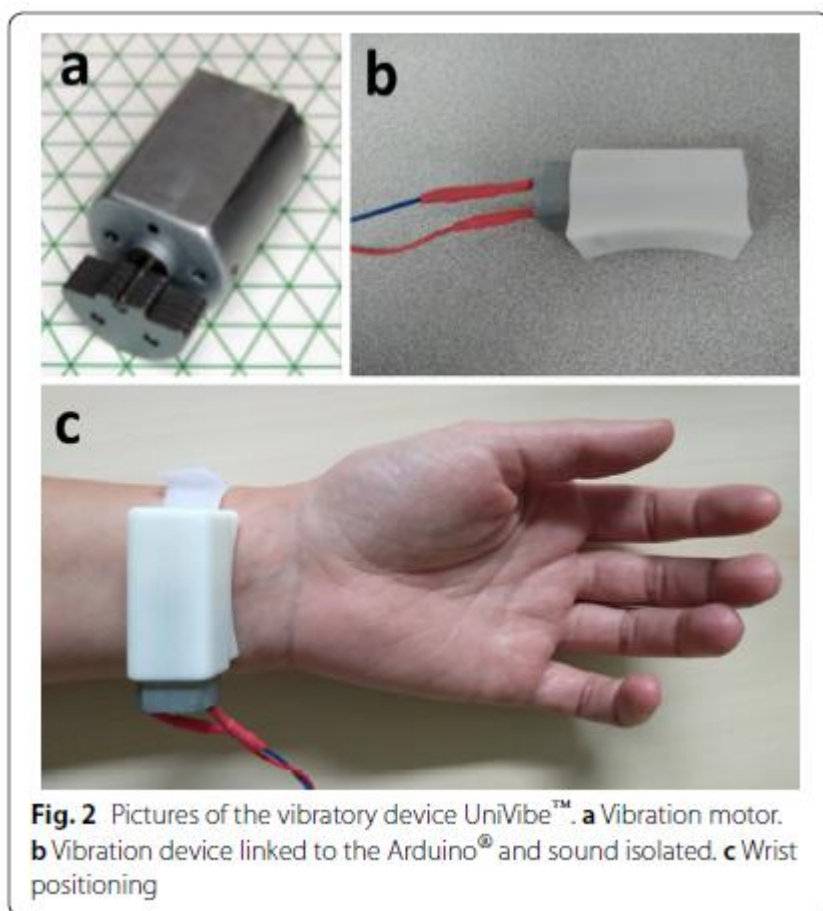 a
b
c
Fig. 2 Pictures of the vibratory device UniVibe™. a Vibration motor.
b Vibration device linked to the Arduino® and sound isolated. c Wrist
positioning